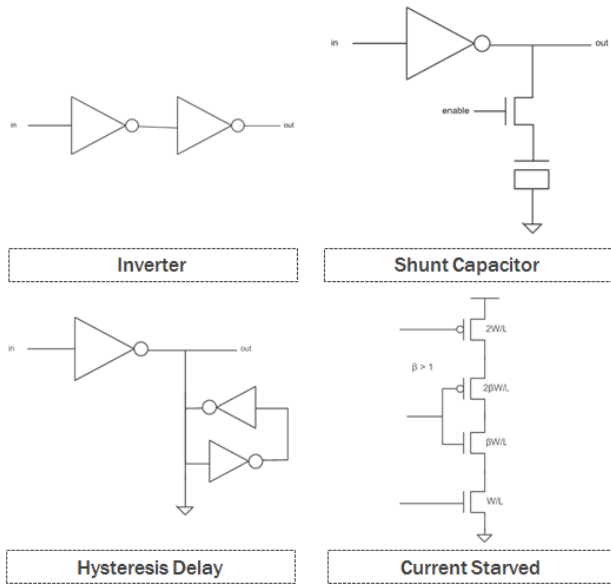 in
out
Inverter
in
out
enable
Shunt Capacitor
in
out
Hysteresis Delay
2W/L
β > 1
2βW/L
βW/L
W/L
Current Starved